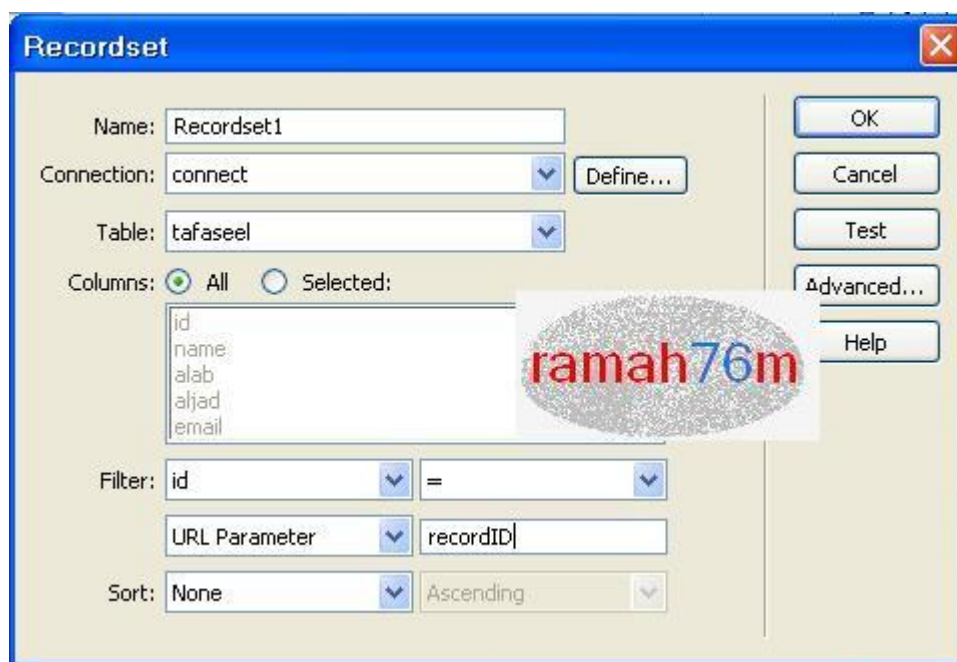 Recordset
Name: Recordset1
Connection: connect Define...
Table: tafaseel
Columns: All Selected:
id
name
alab
aljad
email
Filter: id =
URL Parameter recordID
Sort: None Ascending
OK
Cancel
Test
Advanced...
Help
ramah76m